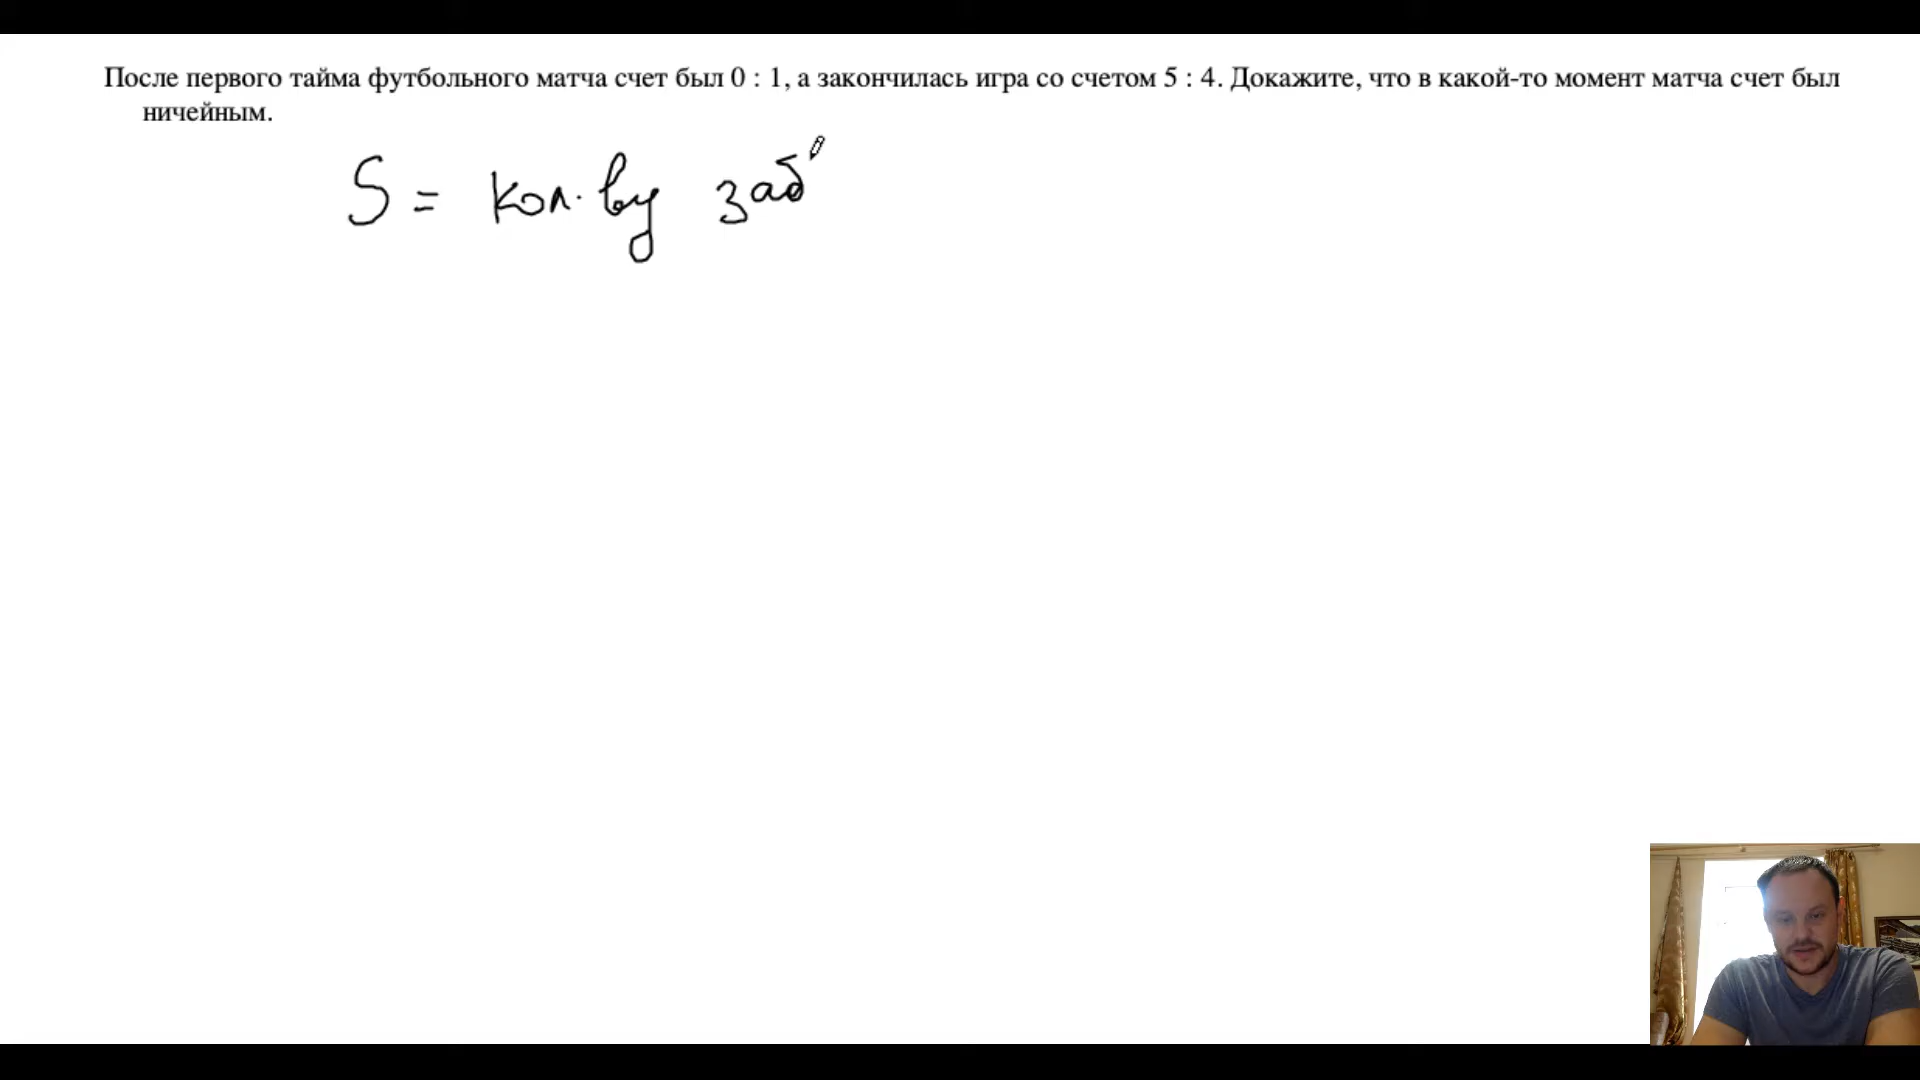 После первого тайма футбольного матча счет был 0 : 1, а закончилась игра со счетом 5 : 4. Докажите, что в какой-то момент матча счет был
ничейным.
S = кол. заб